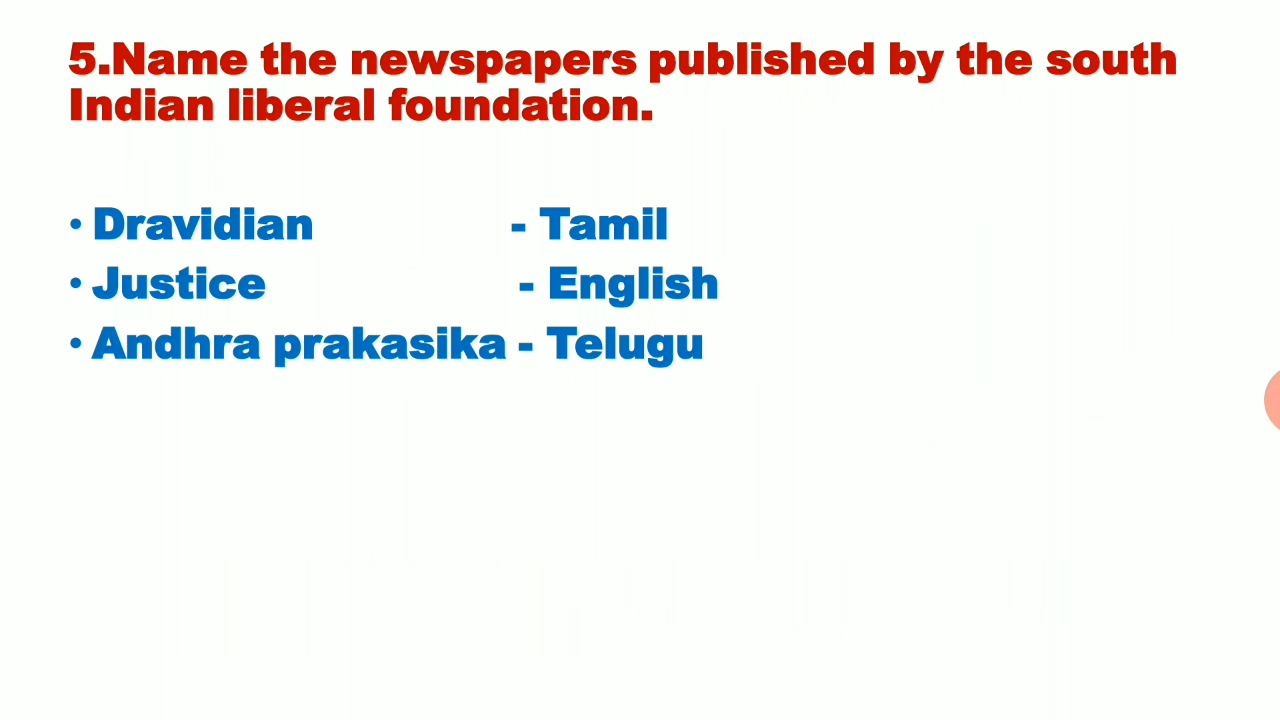 5.Name the newspapers published by the south
Indian liberal foundation.
• Dravidian - Tamil
• Justice - English
• Andhra prakasika - Telugu